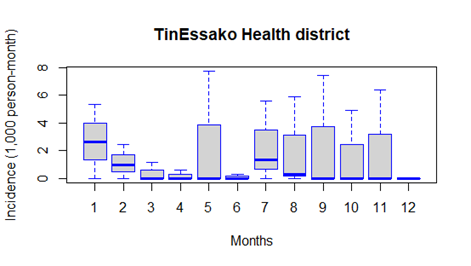 TinEssako Health district
Incidence (1,000 person-month)
8
6
4
2
0
1 2 3 4 5 6 7 8 9 10 11 12
Months